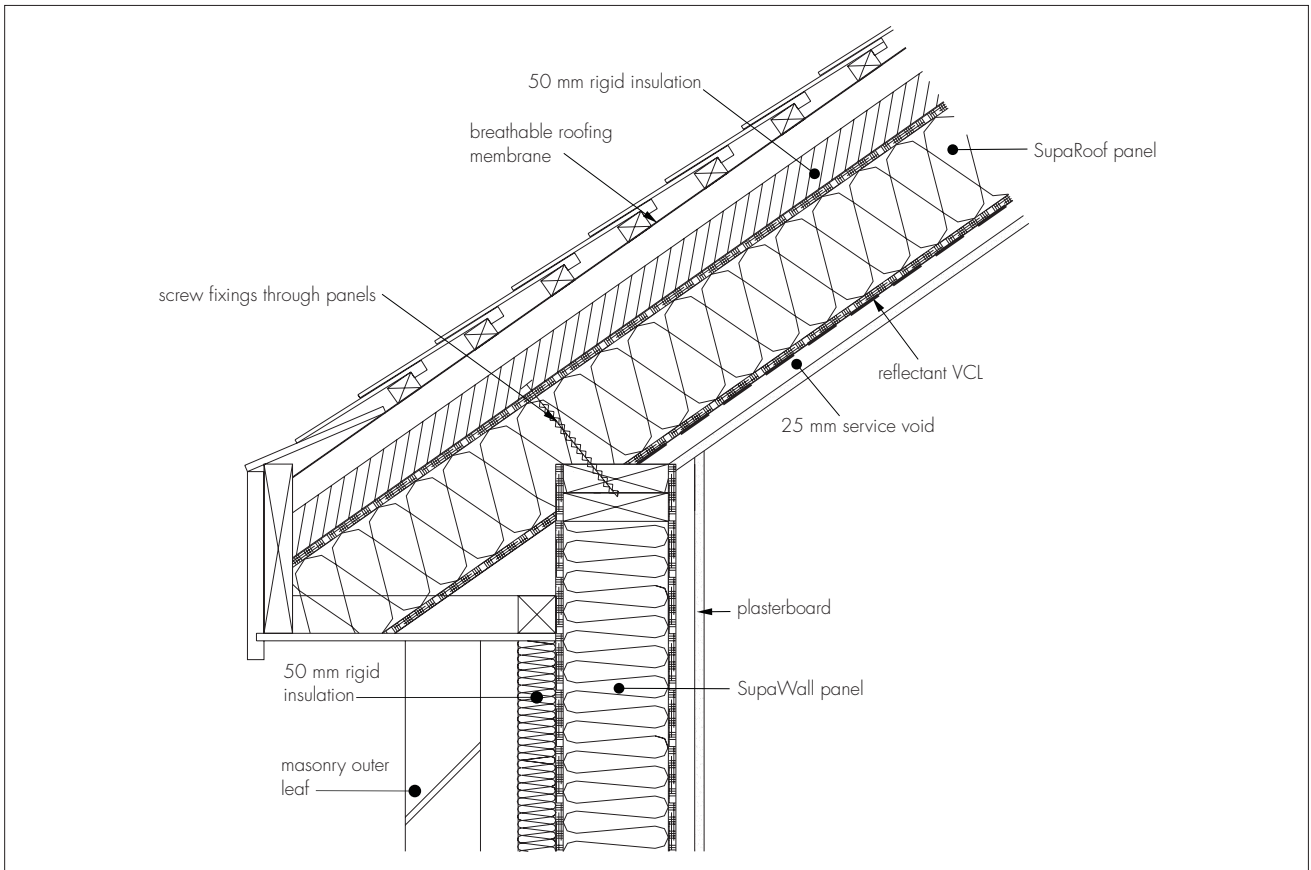 50 mm rigid insulation
breathable roofing
membrane
SupaRoof panel
screw fixings through panels
reflectant VCL
25 mm service void
plasterboard
50 mm rigid
insulation
SupaWall panel
masonry outer
leaf